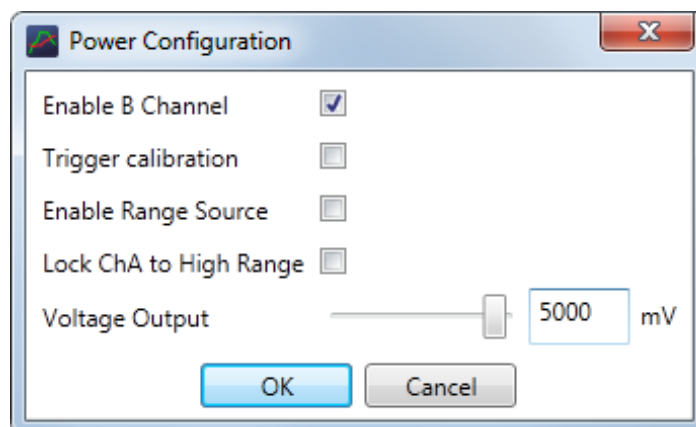 Power Configuration
Enable B Channel
Trigger calibration
Enable Range Source
Lock ChA to High Range
Voltage Output 5000 mV
OK Cancel